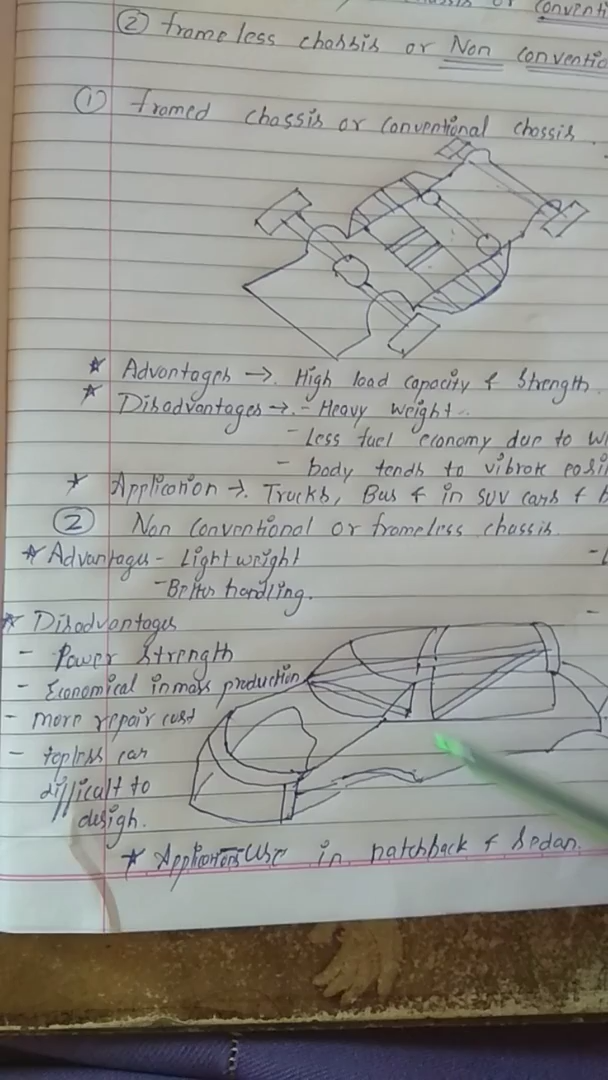 conventi
② frameless chassis or Non conventio
① framed chassis or conventional chassis.
* Advantages → High load capacity & Strength
* Disadvantages → - Heavy weight.
- Less fuel economy due to
- body tends to vibrate easi
* Application → Trucks, Bus & in SUV cars & b
② Non conventional or frameless chassis.
* Advantages - Light weight
- Better handling.
* Disadvantages
- Power Strength
- Economical in mass production
- more repair cost
- topless car
difficult to
design.
* Applications Use in hatchback & Sedan.